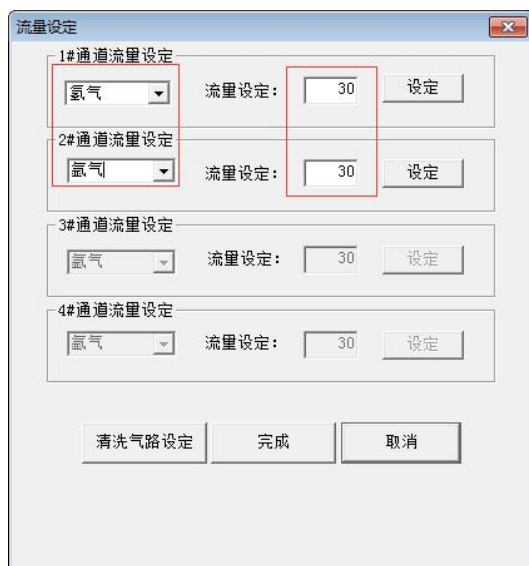 流量设定
1#通道流量设定
氢气 流量设定： 30 设定
2#通道流量设定
氩气 流量设定： 30 设定
3#通道流量设定
氩气 流量设定： 30 设定
4#通道流量设定
氩气 流量设定： 30 设定
清洗气路设定 完成 取消